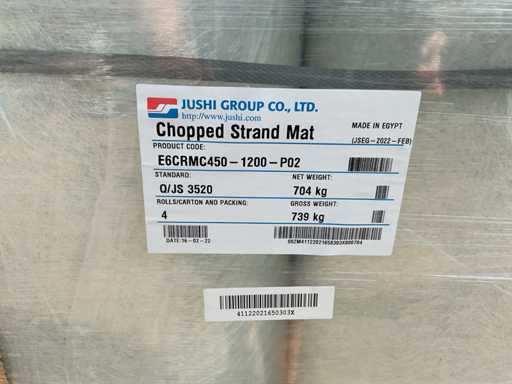 JUSHI GROUP CO., LTD.
http://www.jushi.com
Chopped Strand Mat
MADE IN EGYPT
(JSEG-2022-FEB)
PRODUCT CODE:
E6CRMC450-1200-P02
STANDARD:
NET WEIGHT:
Q/JS 3520
704 kg
ROLLS/CARTON AND PACKING:
GROSS WEIGHT:
4
739 kg
DATE:16-02-22
41122021650303X